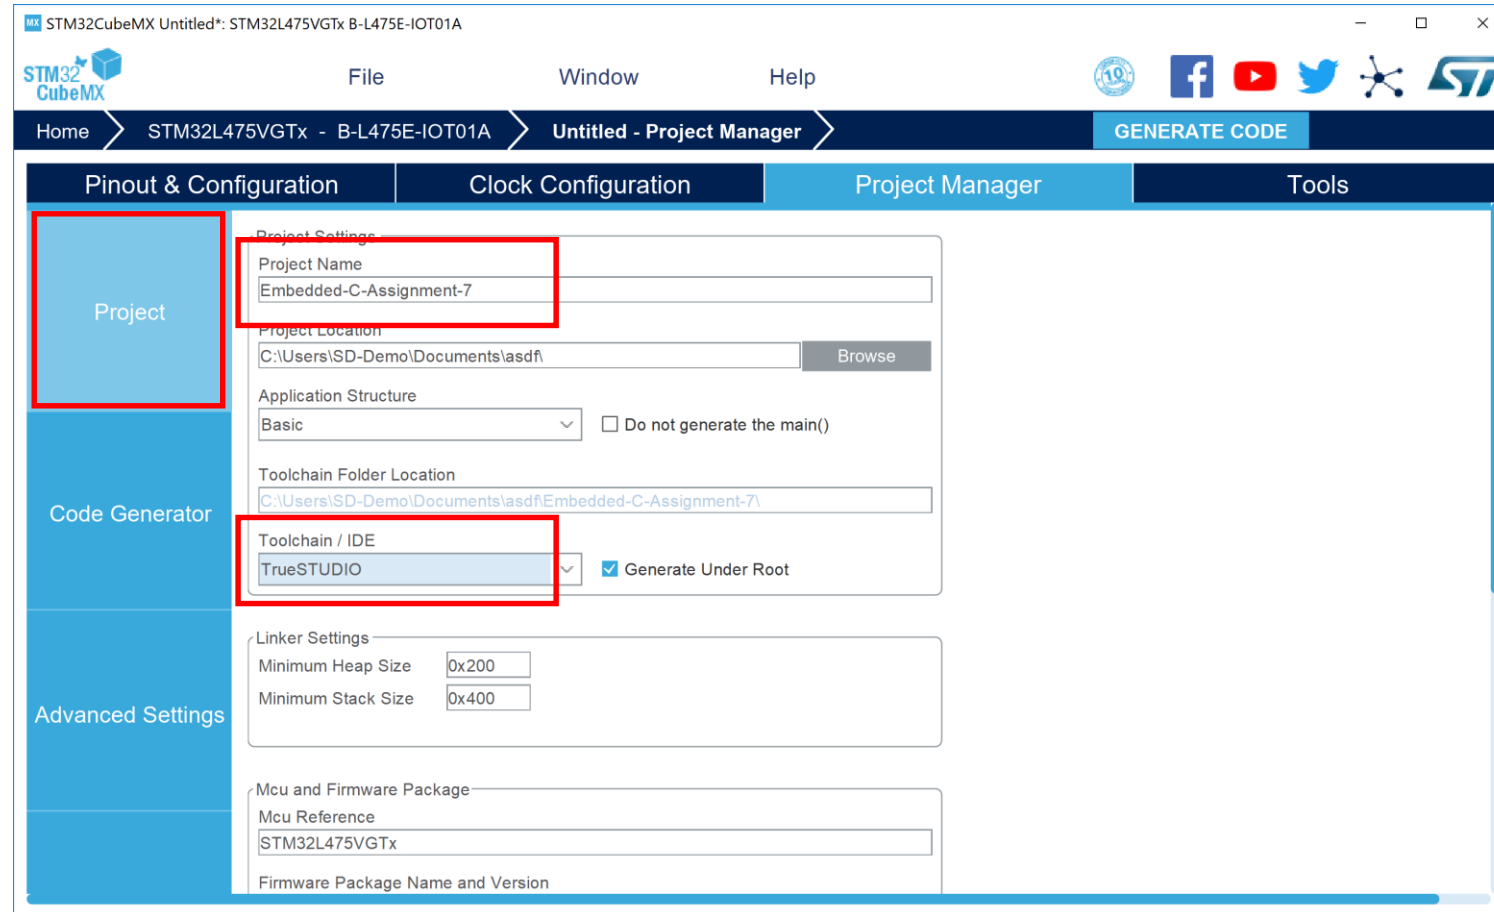 MX STM32CubeMX Untitled*: STM32L475VGTx B-L475E-IOT01A
STM32
CubeMX
File Window Help
10
ST
Home STM32L475VGTx - B-L475E-IOT01A Untitled - Project Manager GENERATE CODE
Pinout & Configuration Clock Configuration Project Manager Tools
Project
Code Generator
Advanced Settings
Project Settings
Project Name
Embedded-C-Assignment-7
Project Location
C:\Users\SD-Demo\Documents\asdf\ Browse
Application Structure
Basic Do not generate the main()
Toolchain Folder Location
C:\Users\SD-Demo\Documents\asdf\Embedded-C-Assignment-7\
Toolchain / IDE
TrueSTUDIO Generate Under Root
Linker Settings
Minimum Heap Size 0x200
Minimum Stack Size 0x400
Mcu and Firmware Package
Mcu Reference
STM32L475VGTx
Firmware Package Name and Version